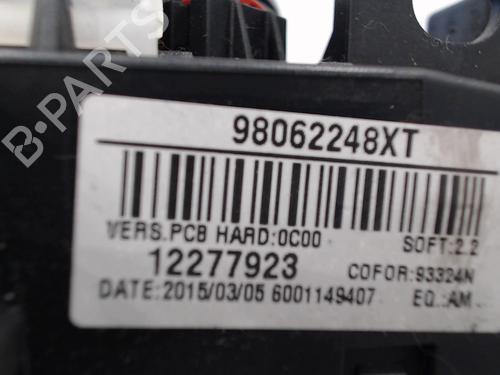 98062248XT
VERS.PCB HARD:0C00 SOFT:2.2
12277923 COFOR:93324N
DATE:2015/03/05 6001149407 EQ.:AM
B-PARTS